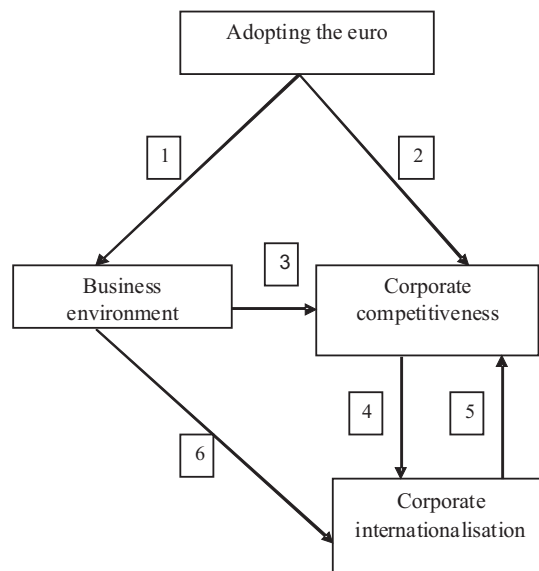 Adopting the euro
1
2
Business
environment
3
Corporate
competitiveness
4
5
6
Corporate
internationalisation